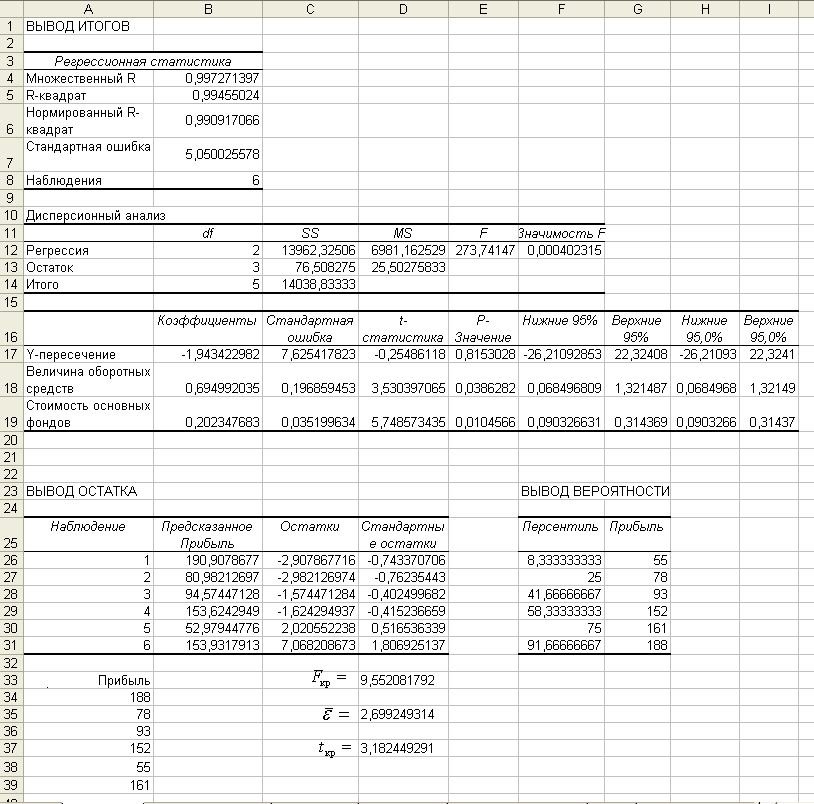 A B C D E F G H I
1 ВЫВОД ИТОГОВ
2
3 Регрессионная статистика
4 Множественный R 0,997271397
5 R-квадрат 0,99455024
Нормированный R-
6 квадрат 0,990917066
Стандартная ошибка
7 5,050025578
8 Наблюдения 6
9
10 Дисперсионный анализ
11 df SS MS F Значимость F
12 Регрессия 2 13962,32506 6981,162529 273,74147 0,000402315
13 Остаток 3 76,508275 25,50275833
14 Итого 5 14038,83333
15
Коэффициенты Стандартная t- P- Нижние 95% Верхние Нижние Верхние
16 ошибка статистика Значение 95% 95,0% 95,0%
17 Y-пересечение -1,943422982 7,625417823 -0,25486118 0,8153028 -26,21092853 22,32408 -26,21093 22,3241
Величина оборотных
18 средств 0,694992035 0,196859453 3,530397065 0,0386282 0,068496809 1,321487 0,0684968 1,32149
Стоимость основных
19 фондов 0,202347683 0,035199634 5,748573435 0,0104566 0,090326631 0,314369 0,0903266 0,31437
20
21
22
23 ВЫВОД ОСТАТКА ВЫВОД ВЕРОЯТНОСТИ
24
Наблюдение Предсказанное Остатки Стандартны Персентиль Прибыль
25 Прибыль е остатки
26 1 190,9078677 -2,907867716 -0,743370706 8,333333333 55
27 2 80,98212697 -2,982126974 -0,76235443 25 78
28 3 94,57447128 -1,574471284 -0,402499682 41,66666667 93
29 4 153,6242949 -1,624294937 -0,415236659 58,33333333 152
30 5 52,97944776 2,020552238 0,516536339 75 161
31 6 153,9317913 7,068208673 1,806925137 91,66666667 188
32
33 Прибыль Fкр = 9,552081792
34 188
35 78 ε̅ = 2,699249314
36 93
37 152 tкр = 3,182449291
38 55
39 161